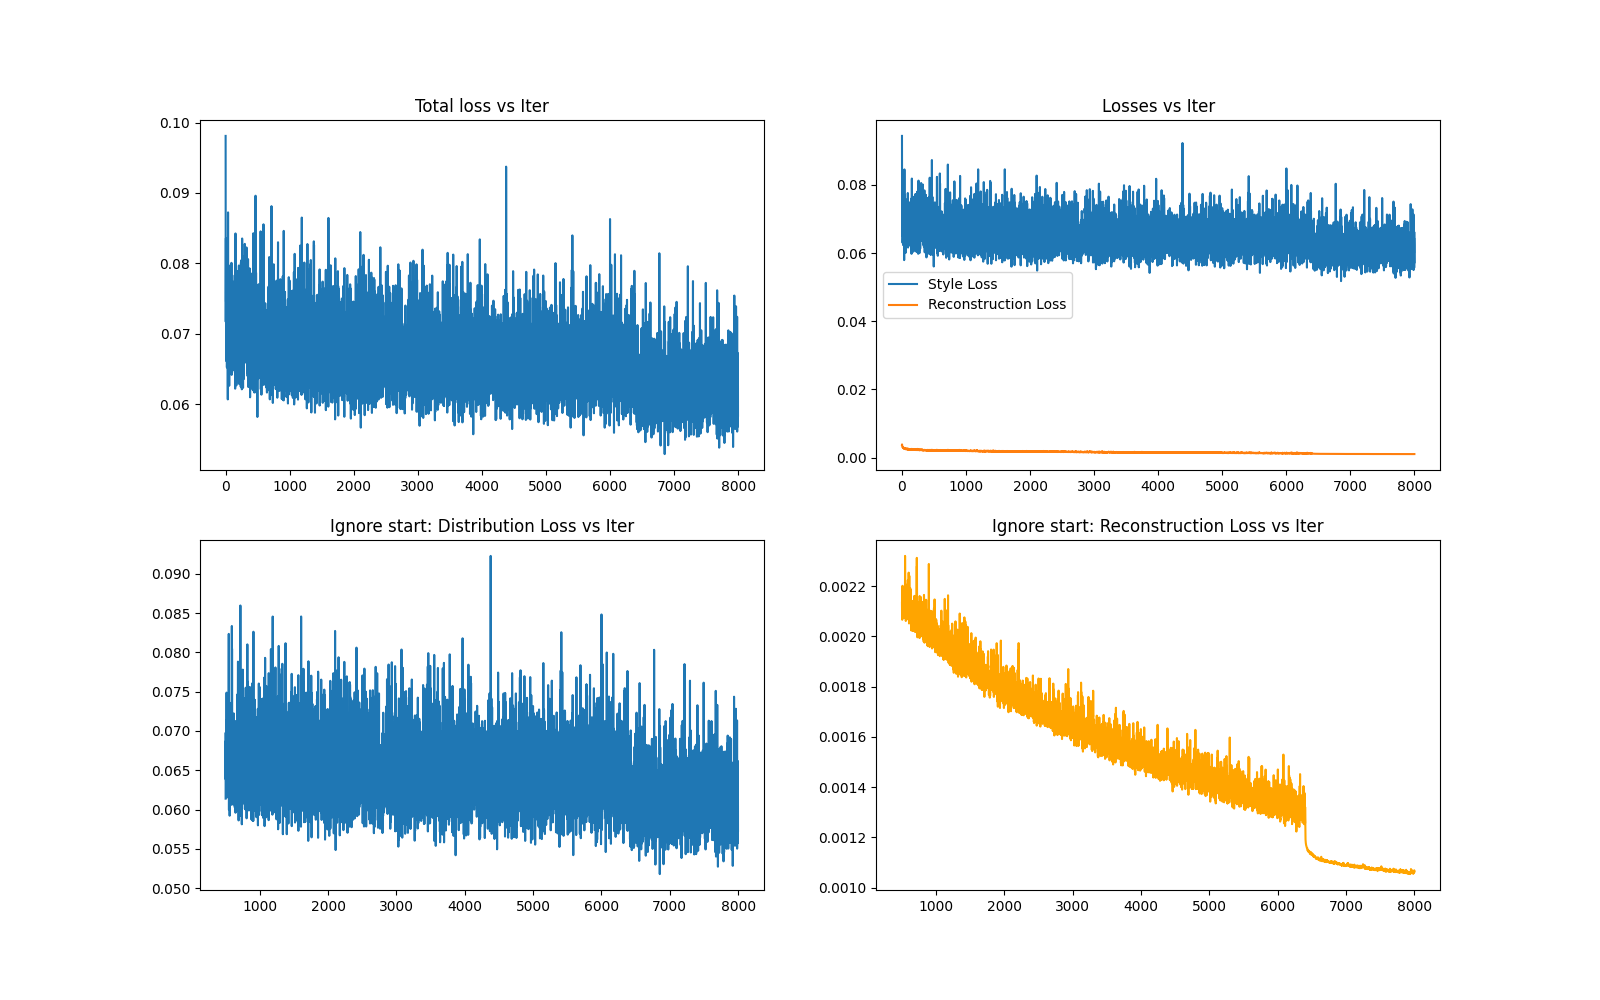 Total loss vs Iter
0.10
0.09
0.08
0.07
0.06
0 1000 2000 3000 4000 5000 6000 7000 8000
Losses vs Iter
0.08
0.06
0.04
0.02
0.00
Style Loss
Reconstruction Loss
0 1000 2000 3000 4000 5000 6000 7000 8000
Ignore start: Distribution Loss vs Iter
0.090
0.085
0.080
0.075
0.070
0.065
0.060
0.055
0.050
1000 2000 3000 4000 5000 6000 7000 8000
Ignore start: Reconstruction Loss vs Iter
0.0022
0.0020
0.0018
0.0016
0.0014
0.0012
0.0010
1000 2000 3000 4000 5000 6000 7000 8000